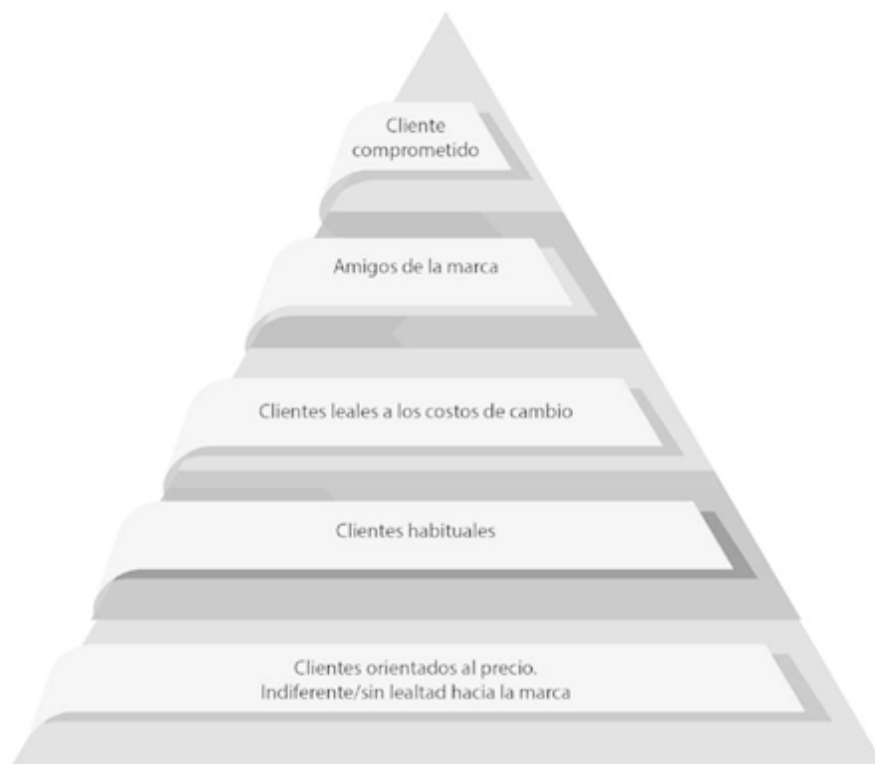 Cliente
comprometido
Amigos de la marca
Clientes leales a los costos de cambio
Clientes habituales
Clientes orientados al precio.
Indiferente/sin lealtad hacia la marca